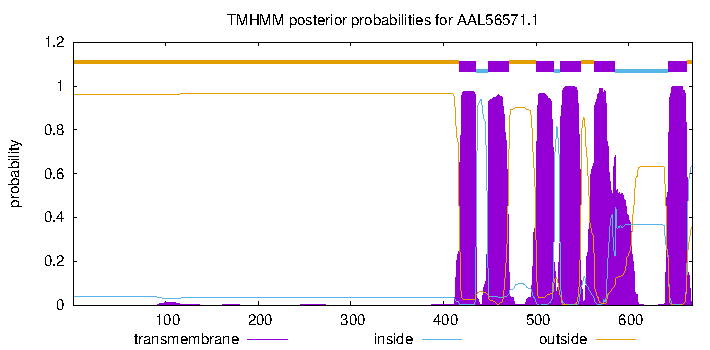 TMHMM posterior probabilities for AAL56571.1
1.2
1
0.8
0.6
0.4
0.2
0
probability
100 200 300 400 500 600
transmembrane inside outside